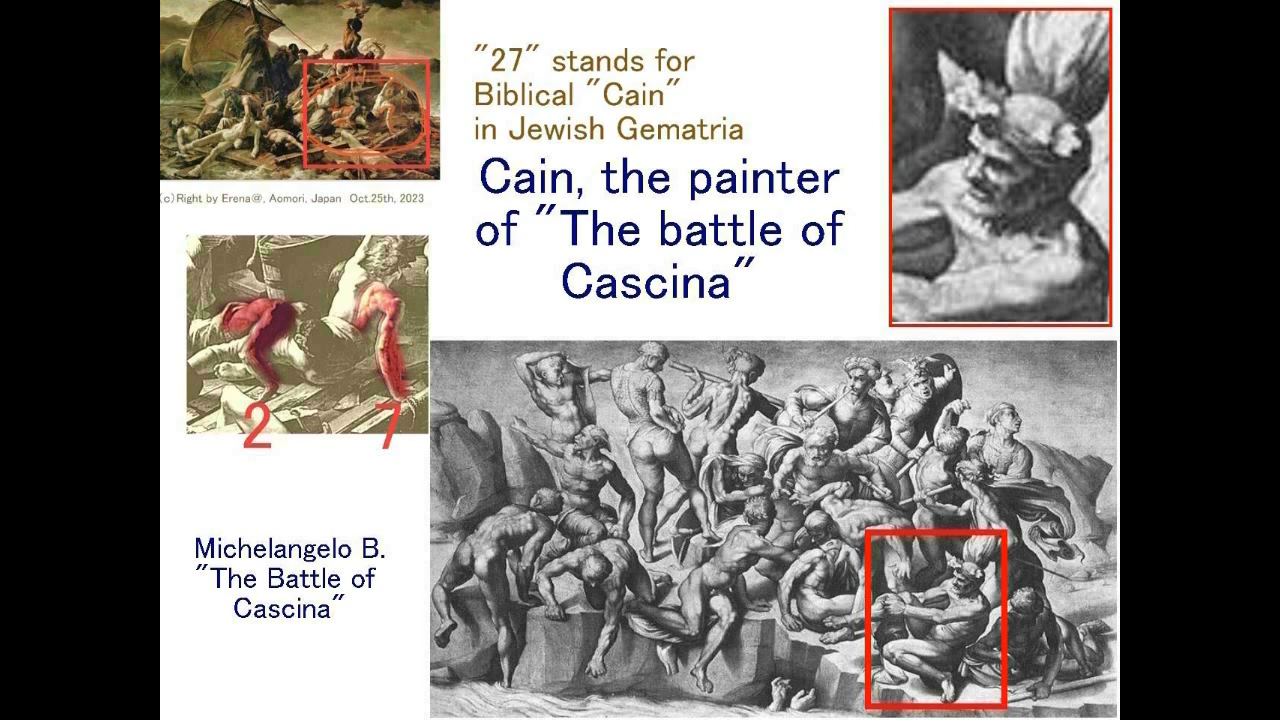 "27" stands for
Biblical "Cain"
in Jewish Gematria
Cain, the painter
of "The battle of
Cascina"
(c)Right by Erena@, Aomori, Japan Oct.25th, 2023
2 7
Michelangelo B.
"The Battle of
Cascina"